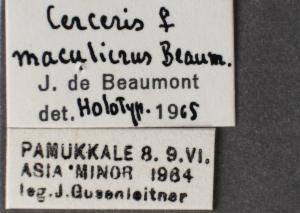 Cerceris ♀
maculicrus Beaum.
J. de Beaumont
det. Holotyp. 1965
PAMUKKALE 8. 9.VI.
ASIA MINOR 1964
leg. J. Gusenleitner